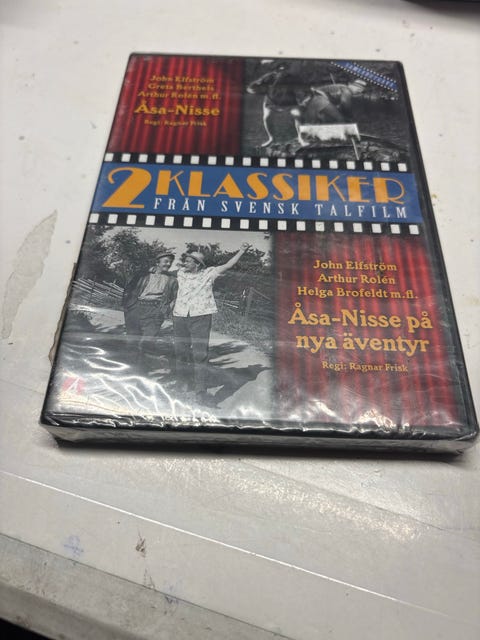 John Elfström
Greta Berthels
Arthur Rolén m.fl.
Åsa-Nisse
Regi: Ragnar Frisk
2 KLASSIKER
FRÅN SVENSK TALFILM
John Elfström
Arthur Rolén
Helga Brofeldt m.fl.
Åsa-Nisse på
nya äventyr
Regi: Ragnar Frisk